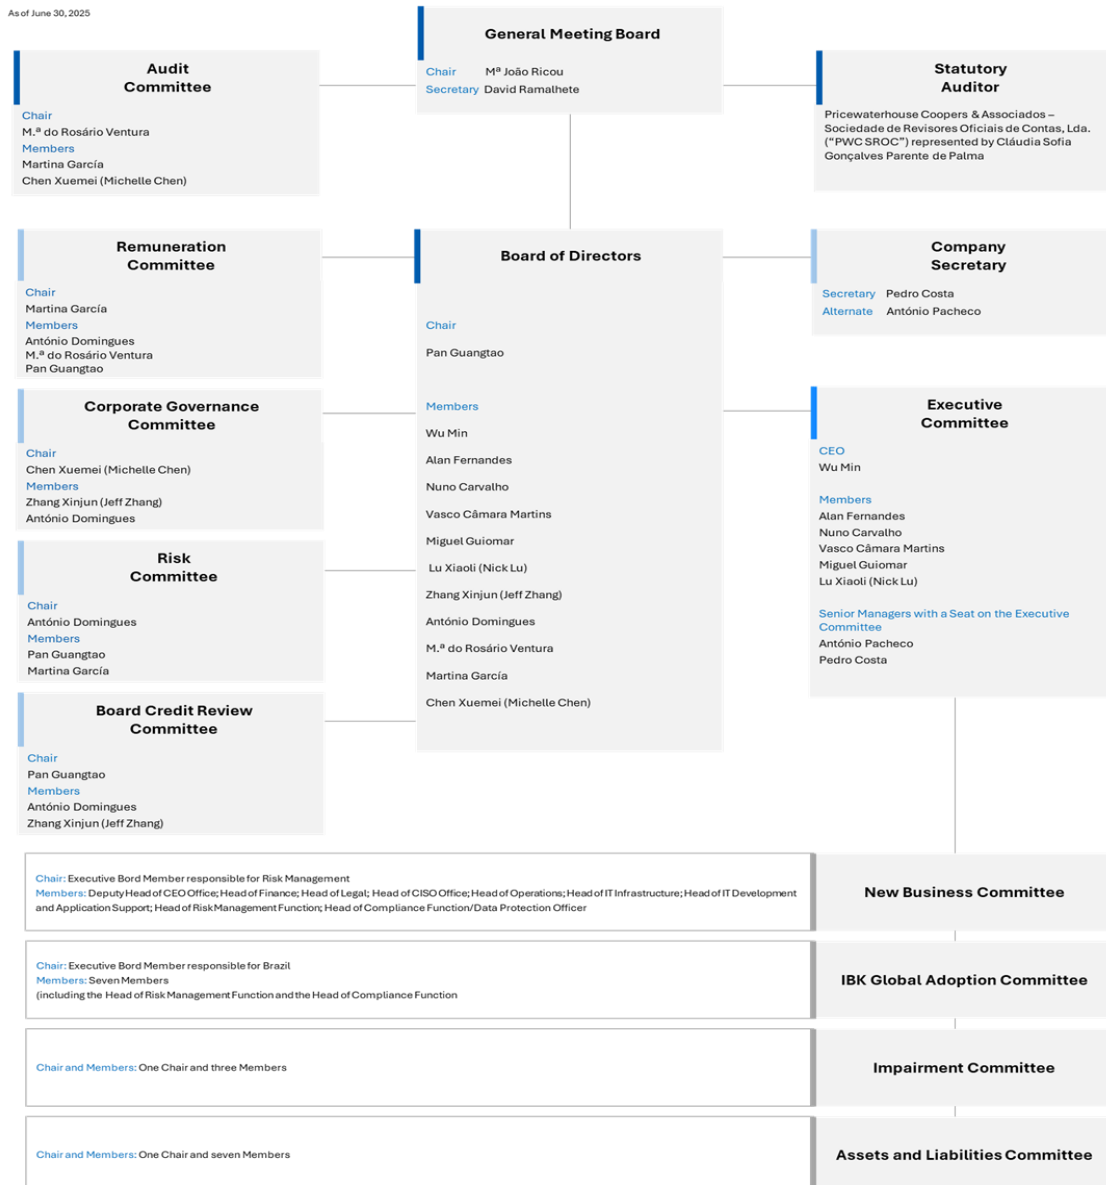 As of June 30, 2025
General Meeting Board
Chair Mª João Ricou
Secretary David Ramalhete
Audit
Committee
Chair
M.ª do Rosário Ventura
Members
Martina García
Chen Xuemei (Michelle Chen)
Statutory
Auditor
Pricewaterhouse Coopers & Associados –
Sociedade de Revisores Oficiais de Contas, Lda.
(“PWC SROC”) represented by Cláudia Sofia
Gonçalves Parente de Palma
Remuneration
Committee
Chair
Martina García
Members
António Domingues
M.ª do Rosário Ventura
Pan Guangtao
Corporate Governance
Committee
Chair
Chen Xuemei (Michelle Chen)
Members
Zhang Xinjun (Jeff Zhang)
António Domingues
Risk
Committee
Chair
António Domingues
Members
Pan Guangtao
Martina García
Board Credit Review
Committee
Chair
Pan Guangtao
Members
António Domingues
Zhang Xinjun (Jeff Zhang)
Board of Directors
Chair
Pan Guangtao
Members
Wu Min
Alan Fernandes
Nuno Carvalho
Vasco Câmara Martins
Miguel Guiomar
Lu Xiaoli (Nick Lu)
Zhang Xinjun (Jeff Zhang)
António Domingues
M.ª do Rosário Ventura
Martina García
Chen Xuemei (Michelle Chen)
Company
Secretary
Secretary Pedro Costa
Alternate António Pacheco
Executive
Committee
CEO
Wu Min
Members
Alan Fernandes
Nuno Carvalho
Vasco Câmara Martins
Miguel Guiomar
Lu Xiaoli (Nick Lu)
Senior Managers with a Seat on the Executive
Committee
António Pacheco
Pedro Costa
Chair: Executive Bord Member responsible for Risk Management
Members: Deputy Head of CEO Office; Head of Finance; Head of Legal; Head of CISO Office; Head of Operations; Head of IT Infrastructure; Head of IT Development
and Application Support; Head of Risk Management Function; Head of Compliance Function/Data Protection Officer
New Business Committee
Chair: Executive Bord Member responsible for Brazil
Members: Seven Members
(including the Head of Risk Management Function and the Head of Compliance Function
IBK Global Adoption Committee
Chair and Members: One Chair and three Members
Impairment Committee
Chair and Members: One Chair and seven Members
Assets and Liabilities Committee